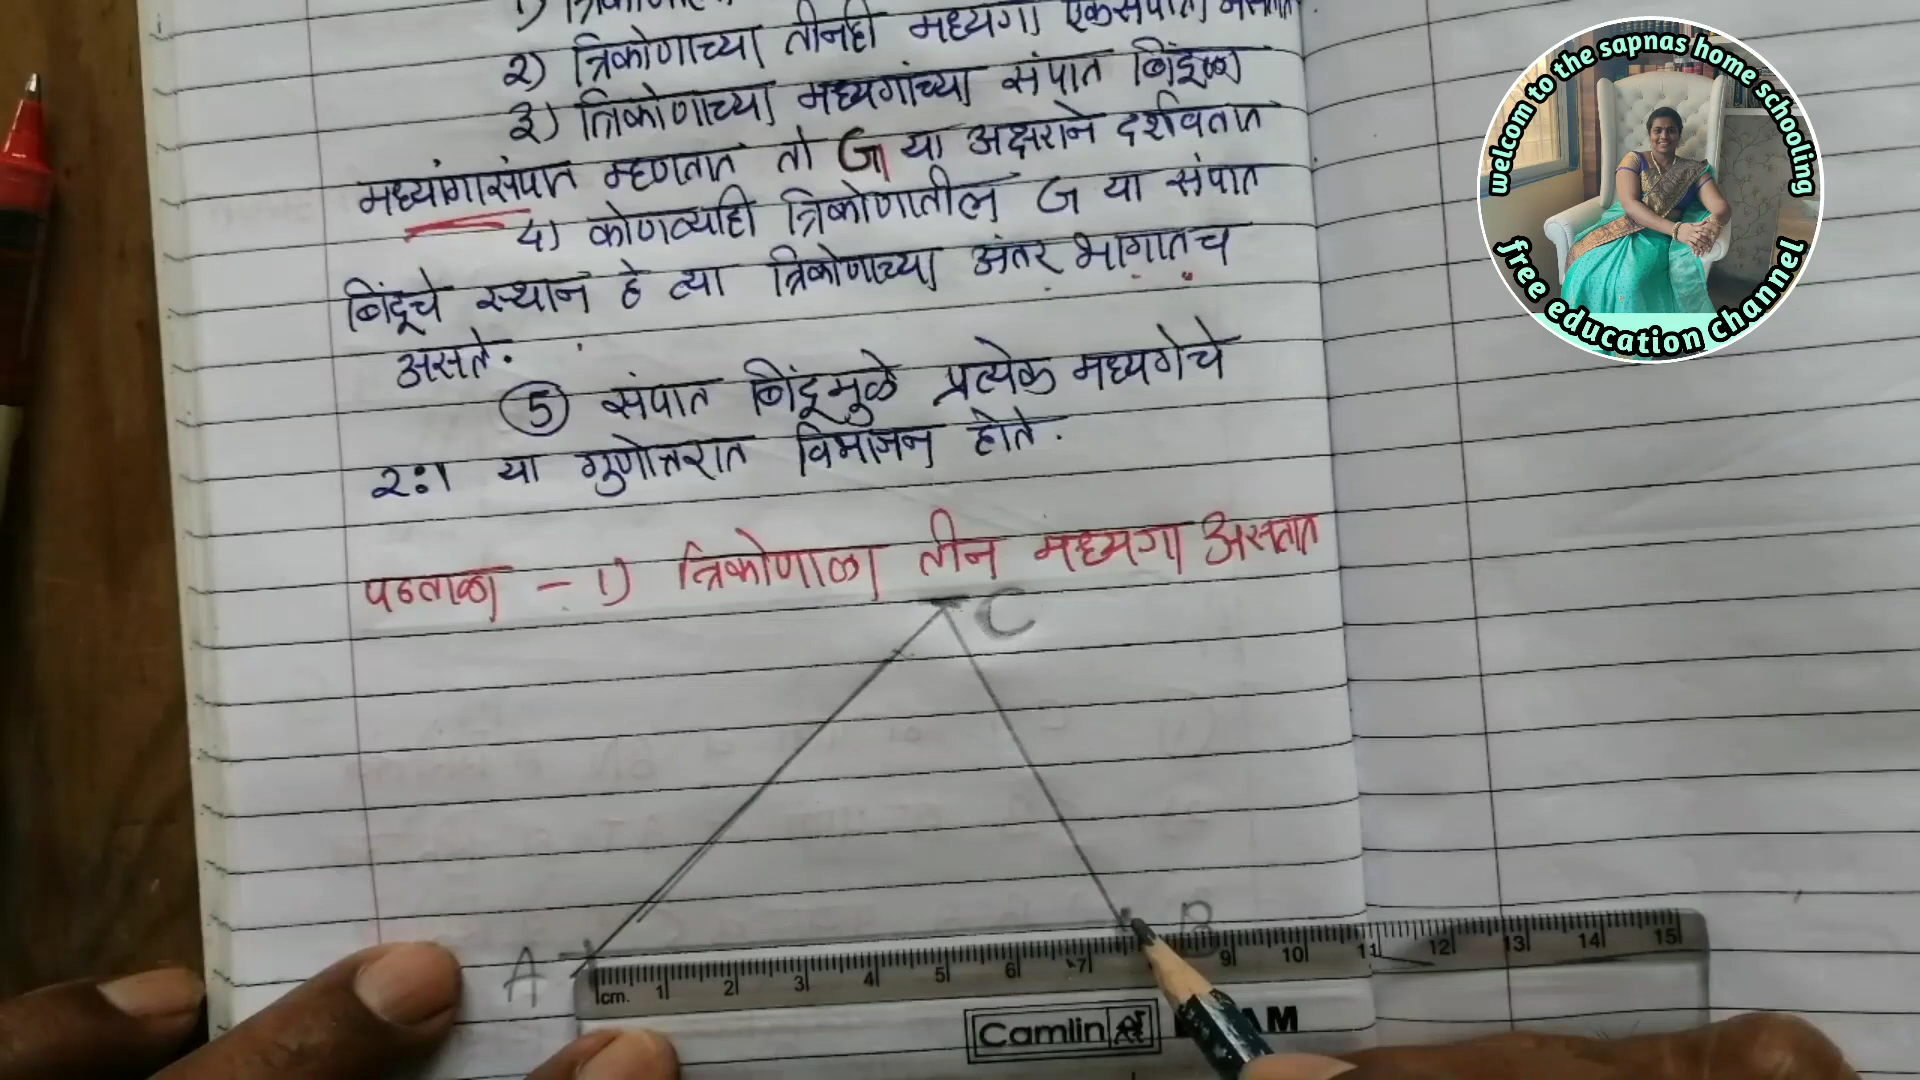 २) त्रिकोणाच्या तीनही मध्यगा एकसंपाती असतात
३) त्रिकोणाच्या मध्यगांच्या संपात बिंदूला
मध्यांगासंपात म्हणतात तो G या अक्षराने दर्शवितात
४) कोणत्याही त्रिकोणातील G या संपात
बिंदूचे स्थान हे त्या त्रिकोणाच्या अंतर भागातच
असते.
5 संपात बिंदूमुळे प्रत्येक मध्यगेचे
२:१ या गुणोत्तरात विभाजन होते.
पडताळा - 1) त्रिकोणाला तीन मध्यगा असतात
C
A B
cm. 1 2 3 4 5 6 7 9 10 11 12 13 14 15
Camlin
welcom to the sapnas home schooling
free education channel